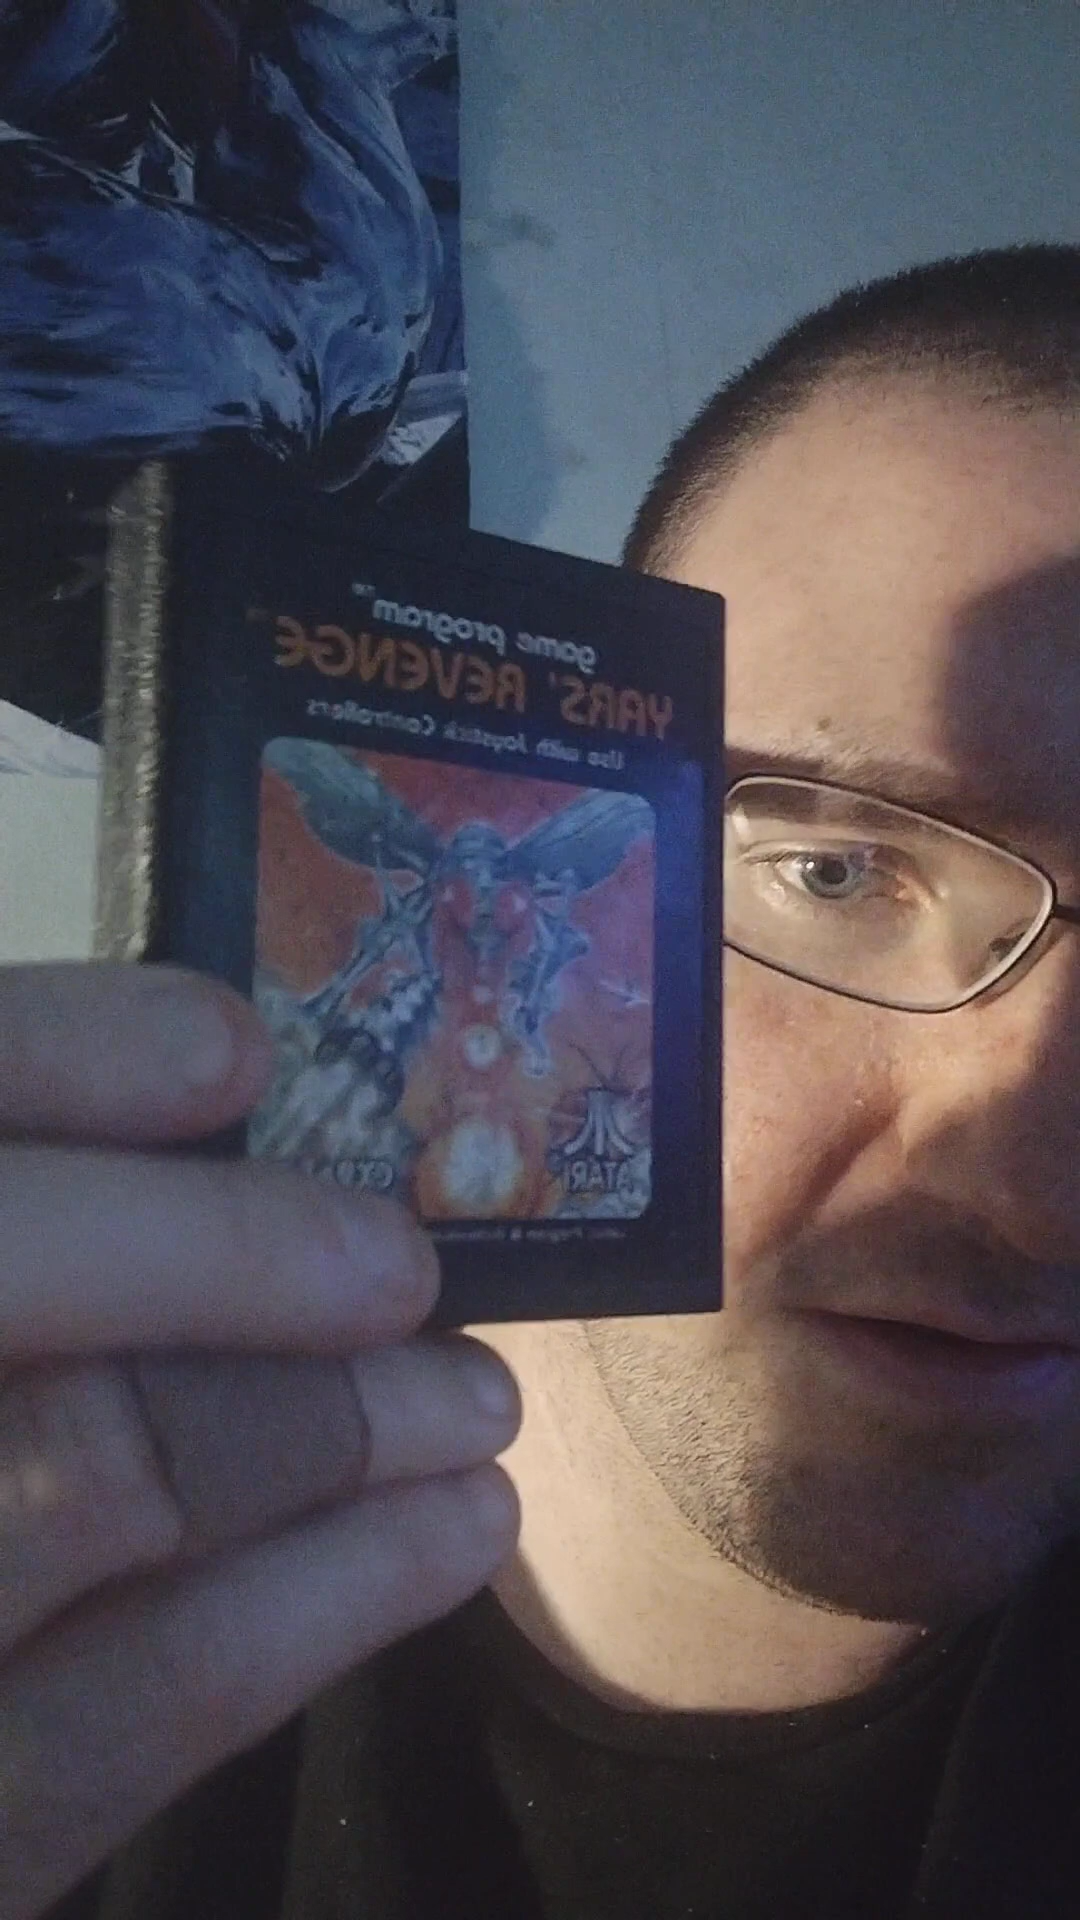 game program™
YARS' REVENGE™
Use with Joystick Controllers
ATARI